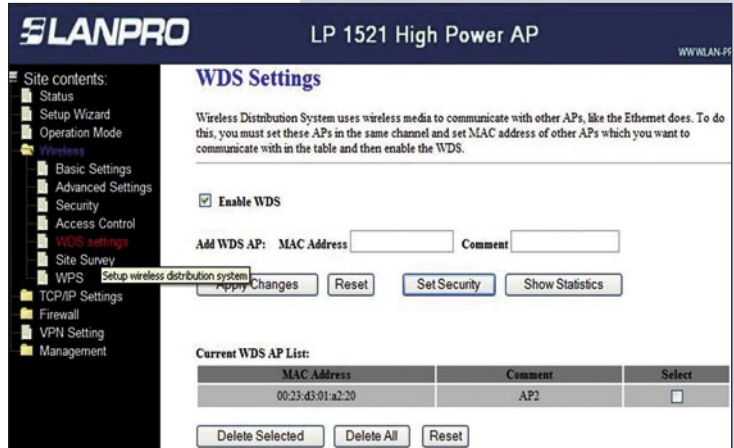 LANPRO
LP 1521 High Power AP
Site contents:
Status
Setup Wizard
Operation Mode
Wireless
Basic Settings
Advanced Settings
Security
Access Control
WDS settings
Site Survey
WPS
Setup wireless distribution system
TCP/IP Settings
Firewall
VPN Setting
Management
WDS Settings
Wireless Distribution System uses wireless media to communicate with other APs, like the Ethernet does. To do
this, you must set these APs in the same channel and set MAC address of other APs which you want to
communicate with in the table and then enable the WDS.
Enable WDS
Add WDS AP: MAC Address Comment
Apply Changes Reset Set Security Show Statistics
Current WDS AP List:
MAC Address Comment Select
00:23:d3:01:a2:20 AP2
Delete Selected Delete All Reset